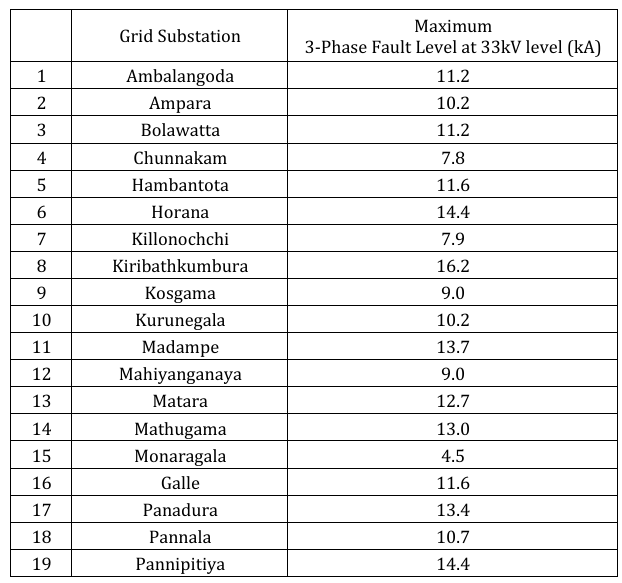 Grid Substation Maximum
3-Phase Fault Level at 33kV level (kA)
1 Ambalangoda 11.2
2 Ampara 10.2
3 Bolawatta 11.2
4 Chunnakam 7.8
5 Hambantota 11.6
6 Horana 14.4
7 Killonochchi 7.9
8 Kiribathkumbura 16.2
9 Kosgama 9.0
10 Kurunegala 10.2
11 Madampe 13.7
12 Mahiyanganaya 9.0
13 Matara 12.7
14 Mathugama 13.0
15 Monaragala 4.5
16 Galle 11.6
17 Panadura 13.4
18 Pannala 10.7
19 Pannipitiya 14.4